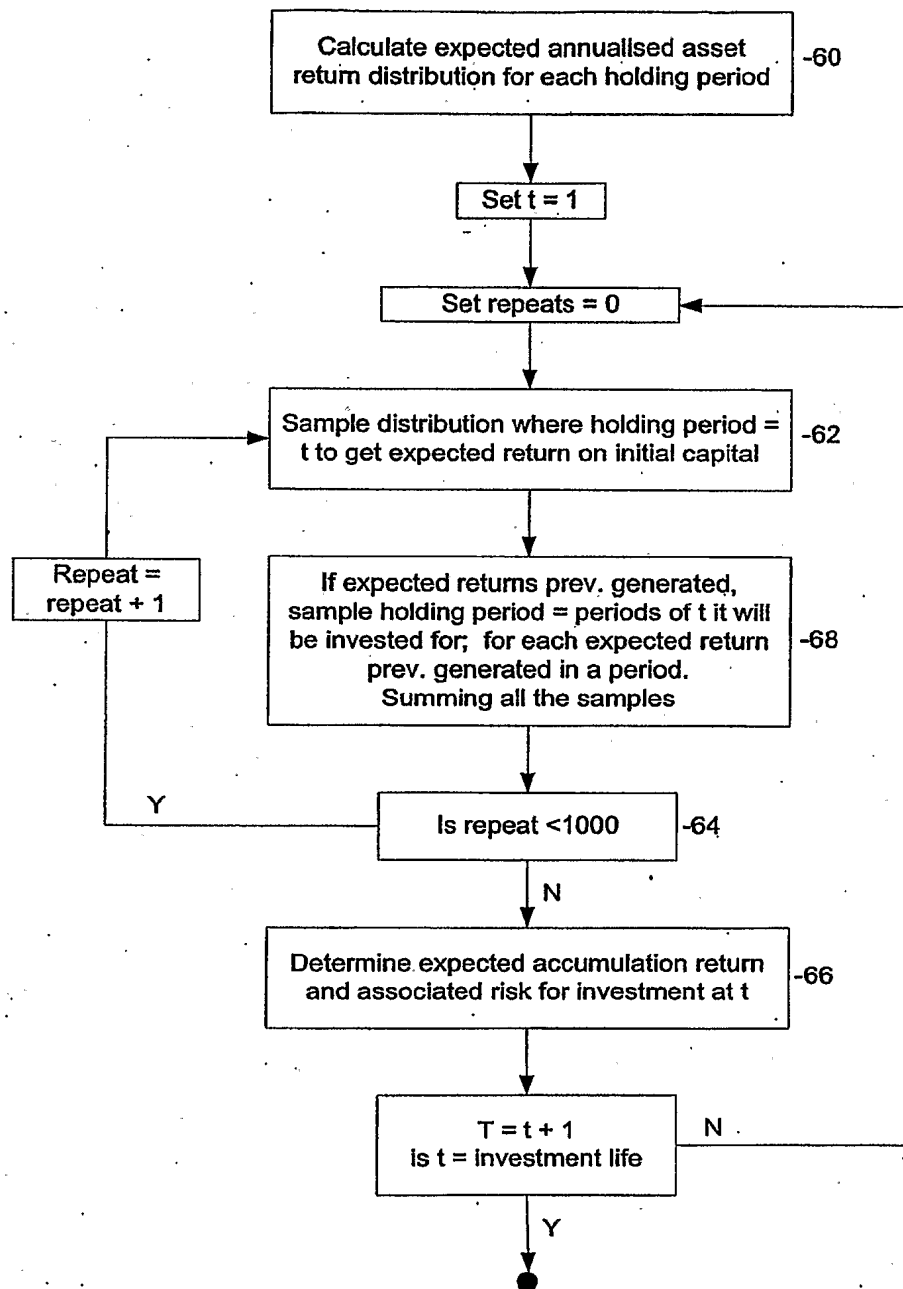 Calculate expected annualised asset
return distribution for each holding period
-60
Set t = 1
Set repeats = 0
Sample distribution where holding period =
t to get expected return on initial capital
-62
Repeat =
repeat + 1
If expected returns prev. generated,
sample holding period = periods of t it will
be invested for; for each expected return
prev. generated in a period.
Summing all the samples
-68
Y
Is repeat <1000
-64
N
Determine expected accumulation return
and associated risk for investment at t
-66
T = t + 1
is t = investment life
N
Y